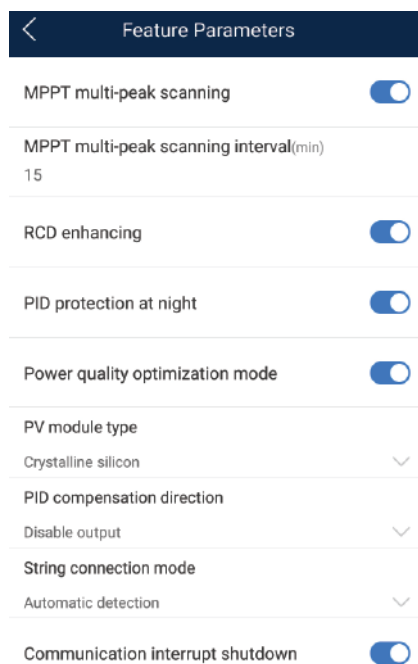 Feature Parameters
MPPT multi-peak scanning
MPPT multi-peak scanning interval(min)
15
RCD enhancing
PID protection at night
Power quality optimization mode
PV module type
Crystalline silicon
PID compensation direction
Disable output
String connection mode
Automatic detection
Communication interrupt shutdown